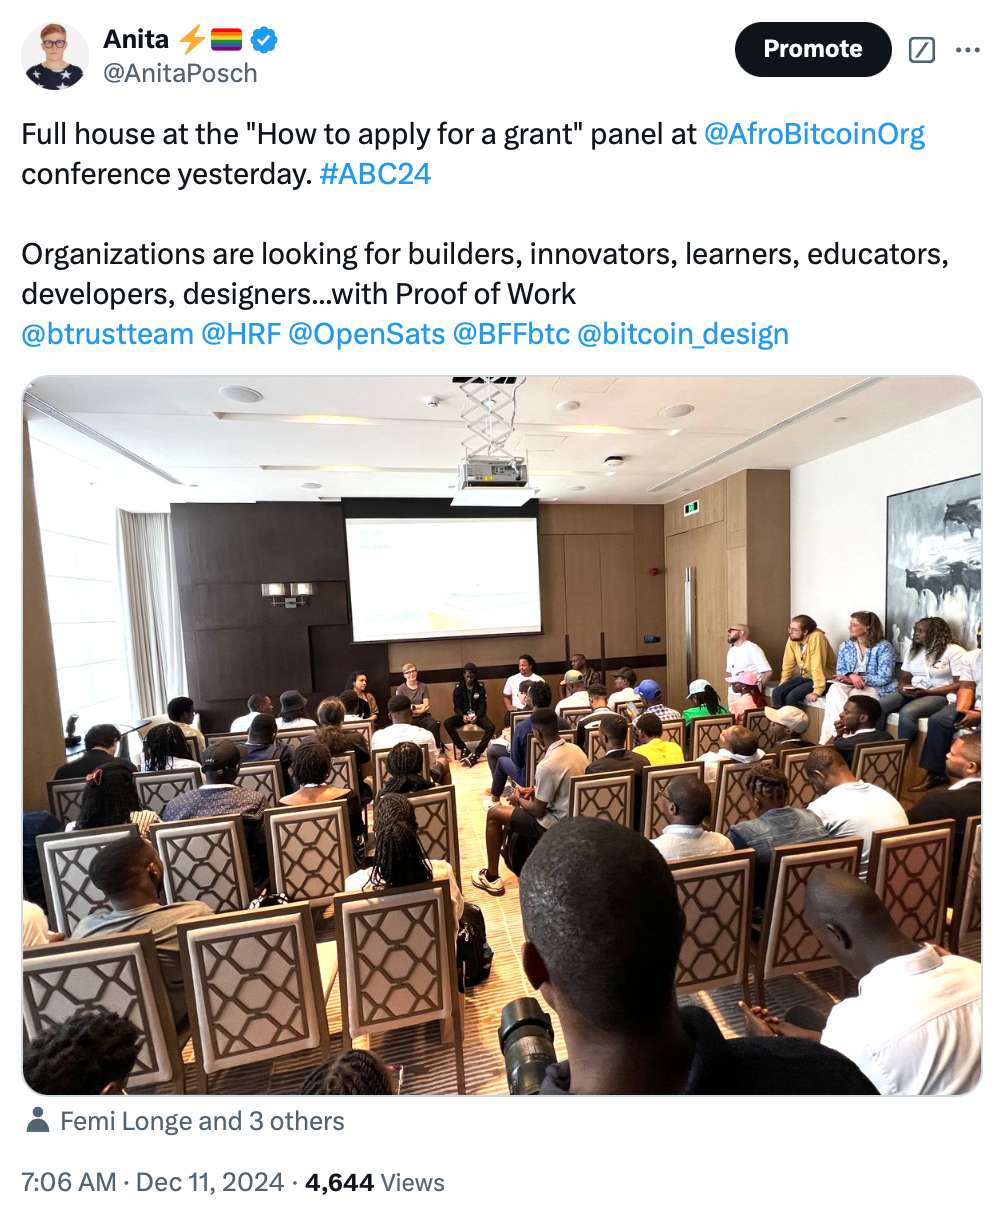 Anita ⚡🏳️‍🌈
@AnitaPosch
Promote
Full house at the "How to apply for a grant" panel at @AfroBitcoinOrg
conference yesterday. #ABC24
Organizations are looking for builders, innovators, learners, educators,
developers, designers...with Proof of Work
@btrustteam @HRF @OpenSats @BFFbtc @bitcoin_design
Femi Longe and 3 others
7:06 AM · Dec 11, 2024 · 4,644 Views